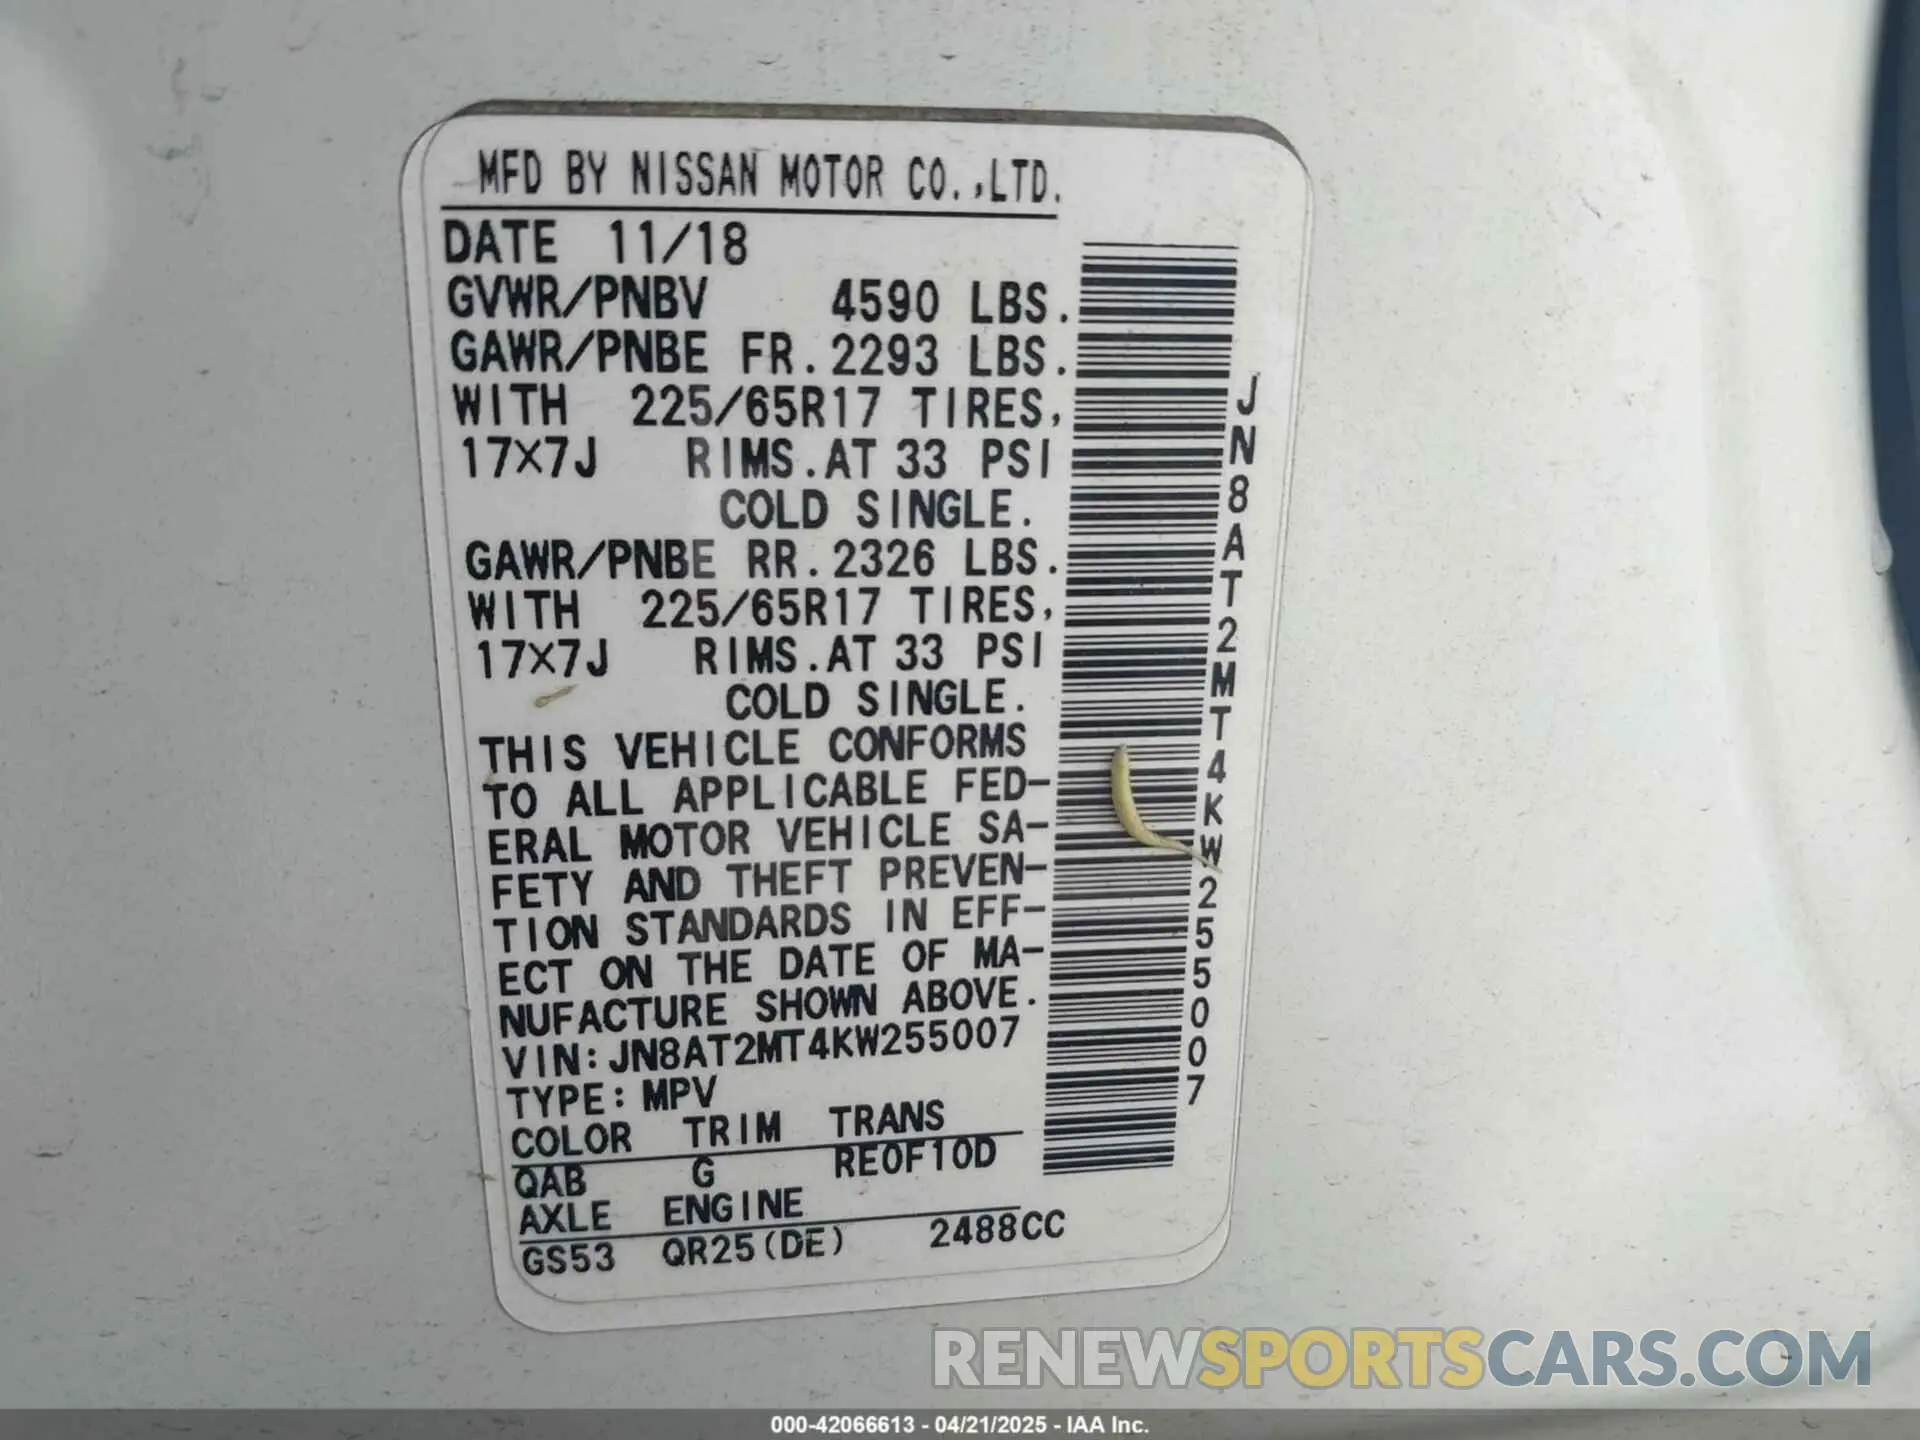 MFD BY NISSAN MOTOR CO.,LTD.
DATE 11/18
GVWR/PNBV 4590 LBS.
GAWR/PNBE FR. 2293 LBS.
WITH 225/65R17 TIRES,
17X7J RIMS.AT 33 PSI
COLD SINGLE.
GAWR/PNBE RR. 2326 LBS.
WITH 225/65R17 TIRES,
17X7J RIMS.AT 33 PSI
COLD SINGLE.
THIS VEHICLE CONFORMS
TO ALL APPLICABLE FED-
ERAL MOTOR VEHICLE SA-
FETY AND THEFT PREVEN-
TION STANDARDS IN EFF-
ECT ON THE DATE OF MA-
NUFACTURE SHOWN ABOVE.
VIN: JN8AT2MT4KW255007
TYPE: MPV
COLOR TRIM TRANS
QAB G RE0F10D
AXLE ENGINE
GS53 QR25(DE) 2488CC
JN8AT2MT4KW255007
RENEWSPORTSCARS.COM
000-42066613 - 04/21/2025 - IAA Inc.